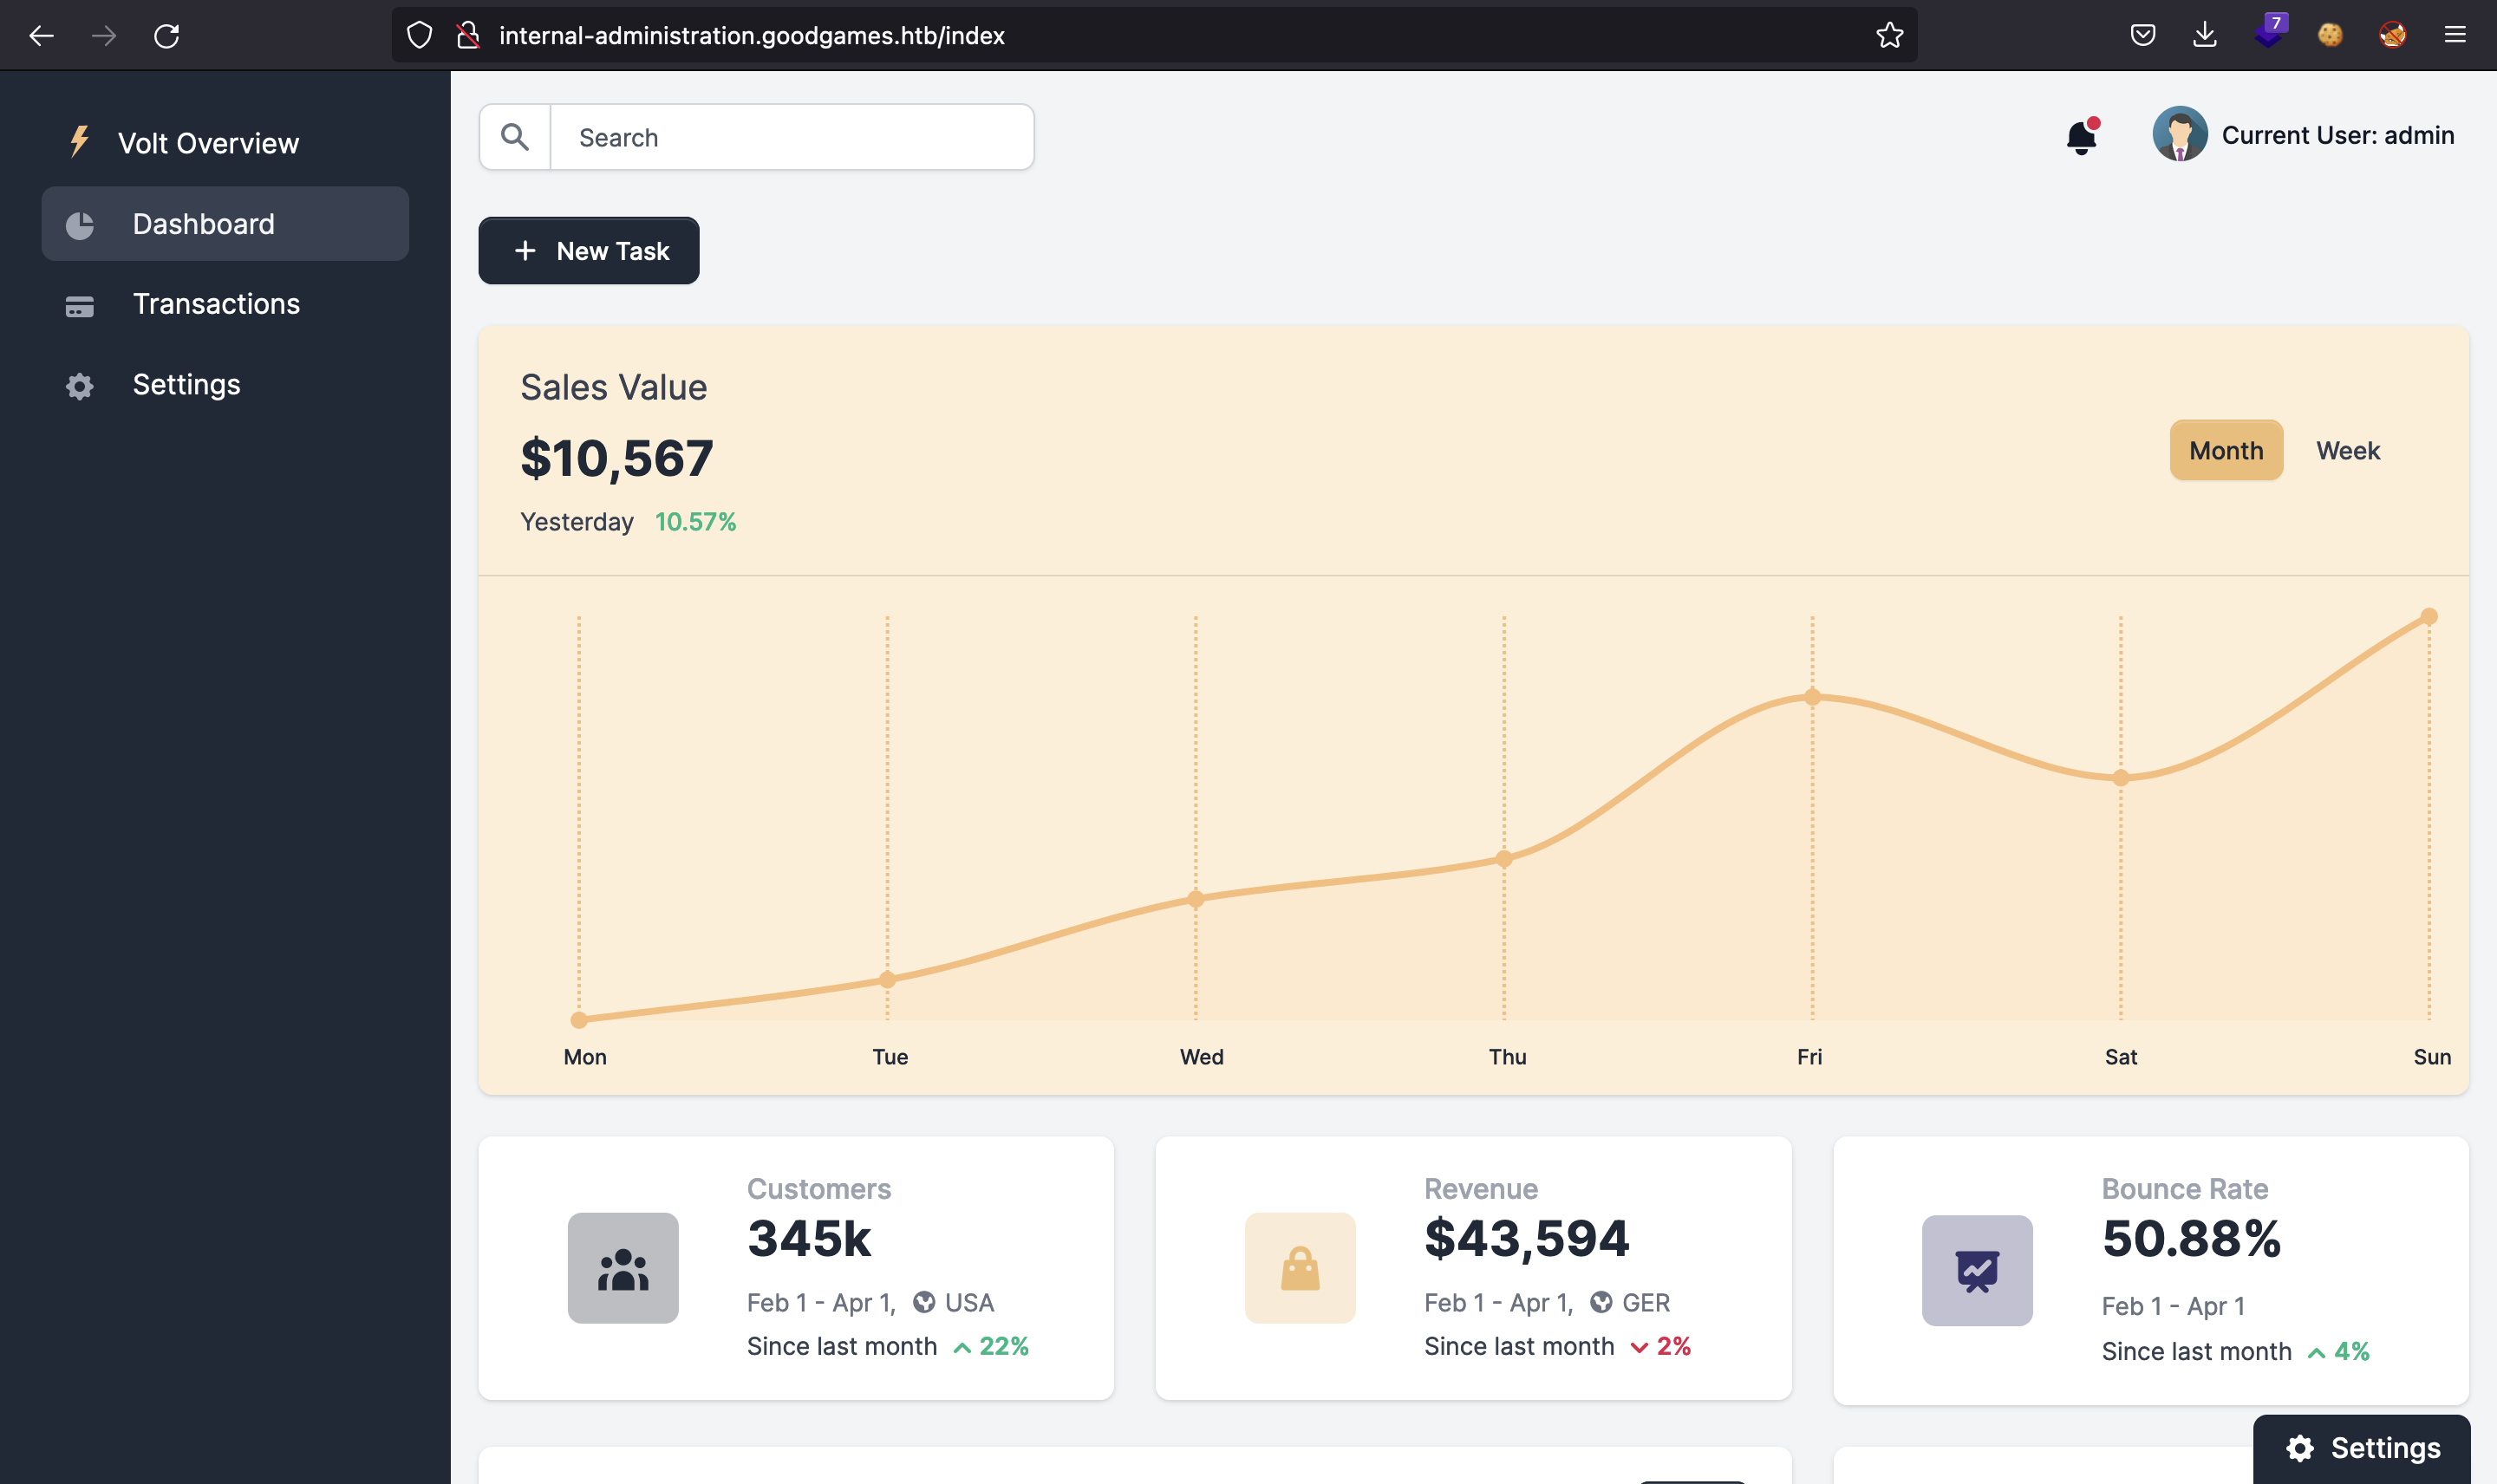 internal-administration.goodgames.htb/index
7
Volt Overview
Dashboard
Transactions
Settings
Search
Current User: admin
New Task
Sales Value
$10,567
Yesterday 10.57%
Month Week
Mon Tue Wed Thu Fri Sat Sun
Customers
345k
Feb 1 - Apr 1, USA
Since last month 22%
Revenue
$43,594
Feb 1 - Apr 1, GER
Since last month 2%
Bounce Rate
50.88%
Feb 1 - Apr 1
Since last month 4%
Settings